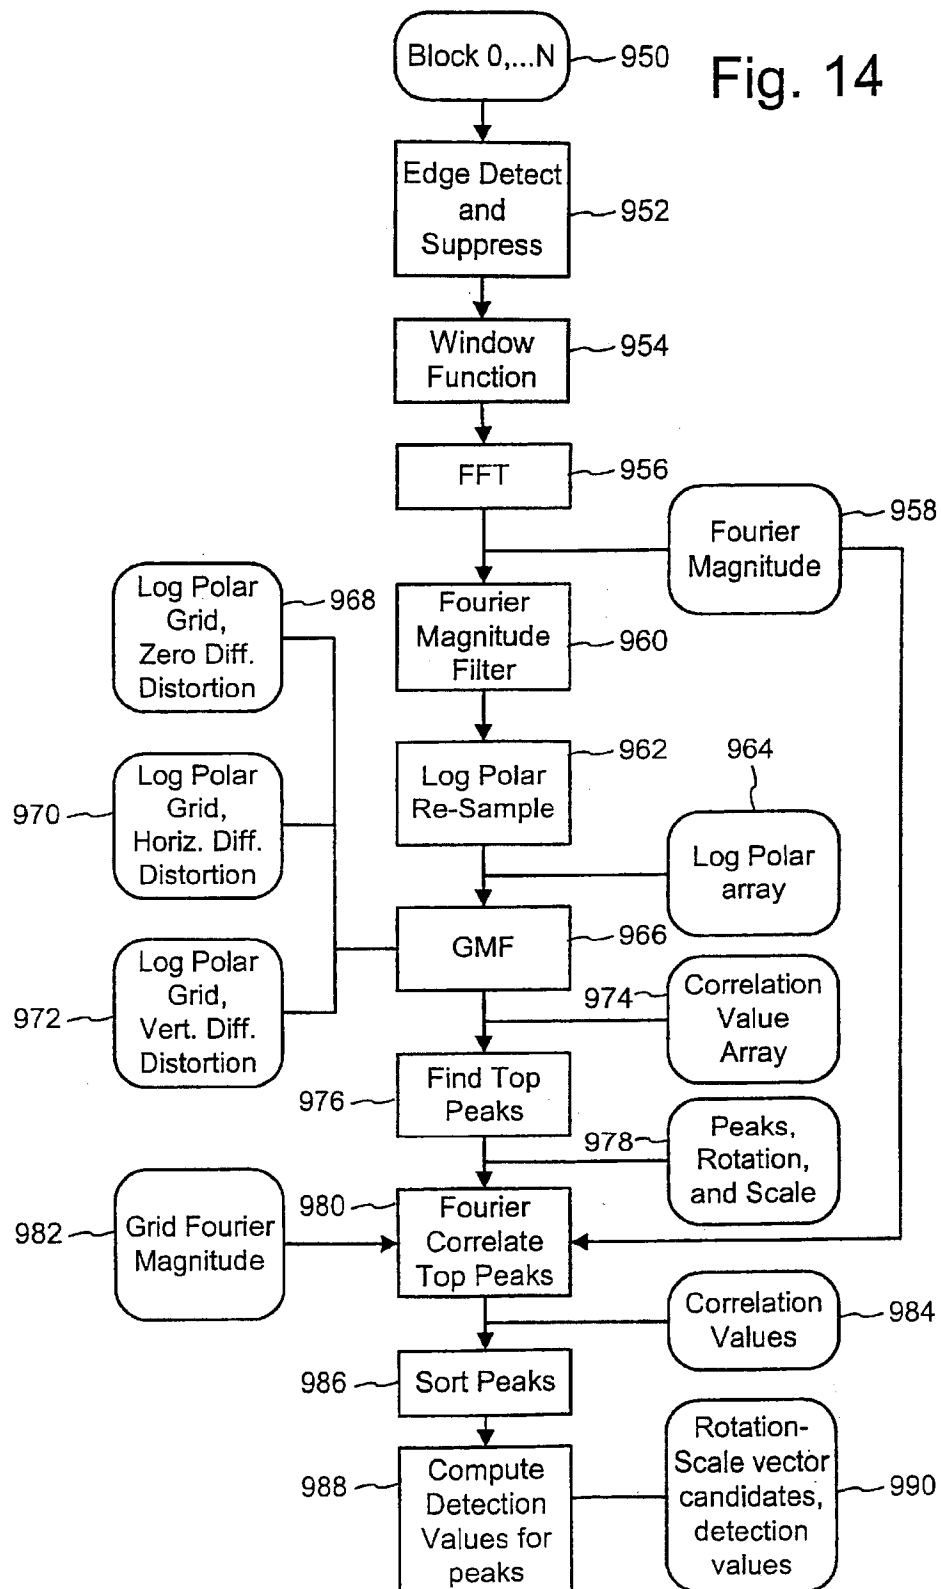 Fig. 14
Block 0,...N
950
Edge Detect
and
Suppress
952
Window
Function
954
FFT
956
Fourier
Magnitude
958
Fourier
Magnitude
Filter
960
Log Polar
Grid,
Zero Diff.
Distortion
968
Log Polar
Re-Sample
962
964
Log Polar
array
970
Log Polar
Grid,
Horiz. Diff.
Distortion
GMF
966
972
Log Polar
Grid,
Vert. Diff.
Distortion
974
Correlation
Value
Array
976
Find Top
Peaks
978
Peaks,
Rotation,
and Scale
980
Fourier
Correlate
Top Peaks
982
Grid Fourier
Magnitude
Correlation
Values
984
986
Sort Peaks
988
Compute
Detection
Values for
peaks
Rotation-
Scale vector
candidates,
detection
values
990